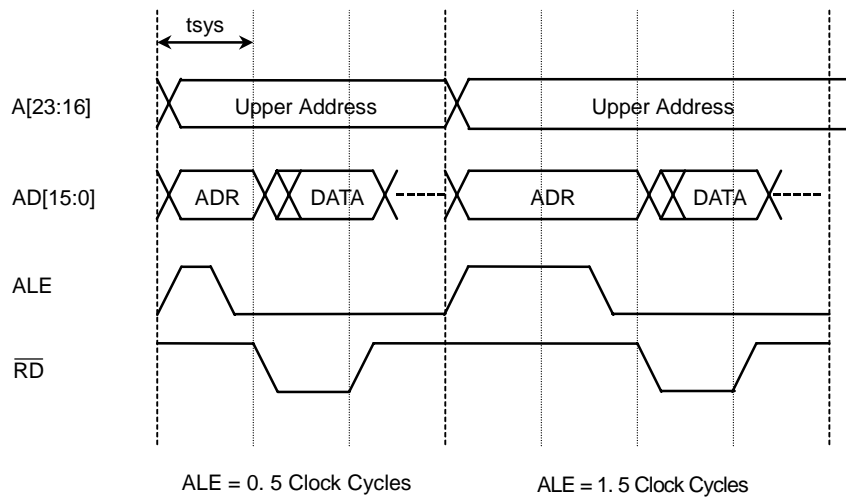 tsys
A[23:16] Upper Address Upper Address
AD[15:0] ADR DATA ADR DATA
ALE
RD
ALE = 0. 5 Clock Cycles ALE = 1. 5 Clock Cycles